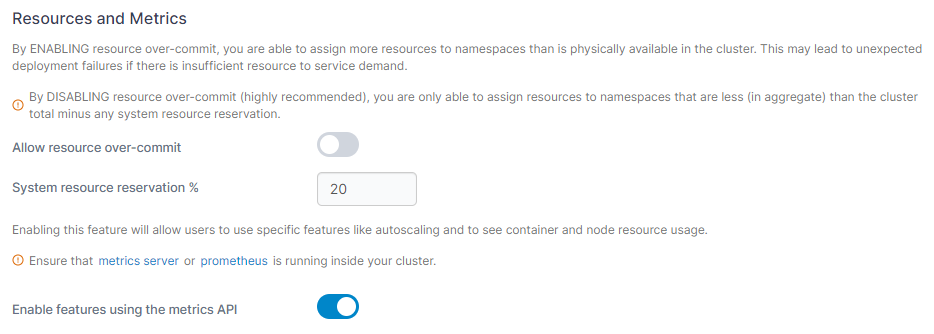 Resources and Metrics
By ENABLING resource over-commit, you are able to assign more resources to namespaces than is physically available in the cluster. This may lead to unexpected
deployment failures if there is insufficient resource to service demand.
By DISABLING resource over-commit (highly recommended), you are only able to assign resources to namespaces that are less (in aggregate) than the cluster
total minus any system resource reservation.
Allow resource over-commit
System resource reservation % 20
Enabling this feature will allow users to use specific features like autoscaling and to see container and node resource usage.
Ensure that metrics server or prometheus is running inside your cluster.
Enable features using the metrics API